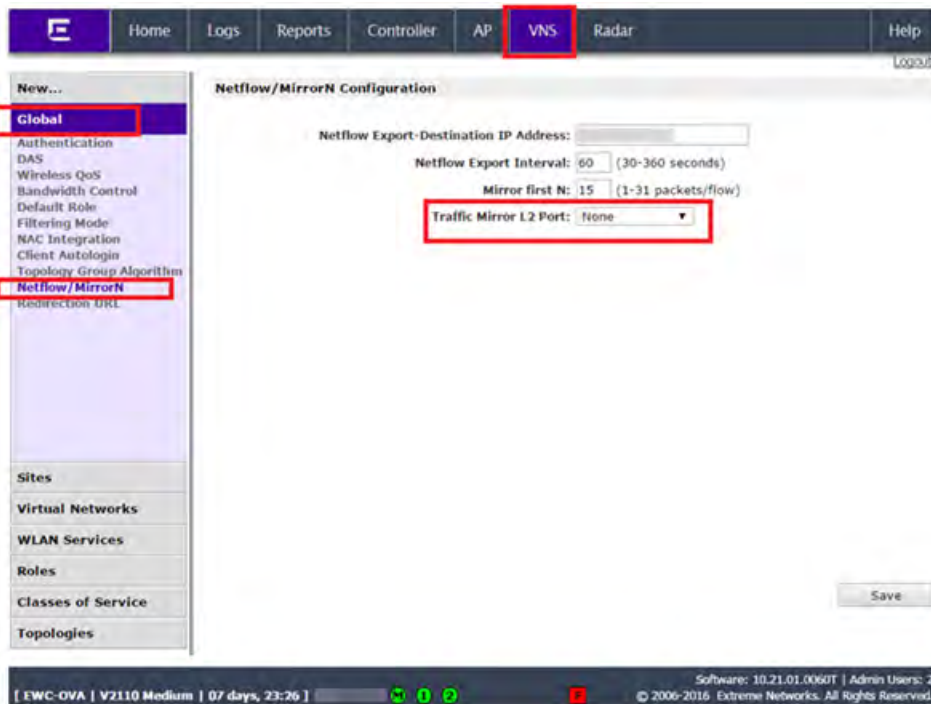 E Home Logs Reports Controller AP VNS Radar Help
Logout
New...
Global
Authentication
DAS
Wireless QoS
Bandwidth Control
Default Role
Filtering Mode
NAC Integration
Client Autologin
Topology Group Algorithm
Netflow/MirrorN
Redirection URL
Sites
Virtual Networks
WLAN Services
Roles
Classes of Service
Topologies
Netflow/MirrorN Configuration
Netflow Export-Destination IP Address:
Netflow Export Interval: 60 (30-360 seconds)
Mirror first N: 15 (1-31 packets/flow)
Traffic Mirror L2 Port: None
Save
[ EWC-OVA | V2110 Medium | 07 days, 23:26 ] M 1 2 F
Software: 10.21.01.0060T | Admin Users: 2
© 2006-2016 Extreme Networks. All Rights Reserved.